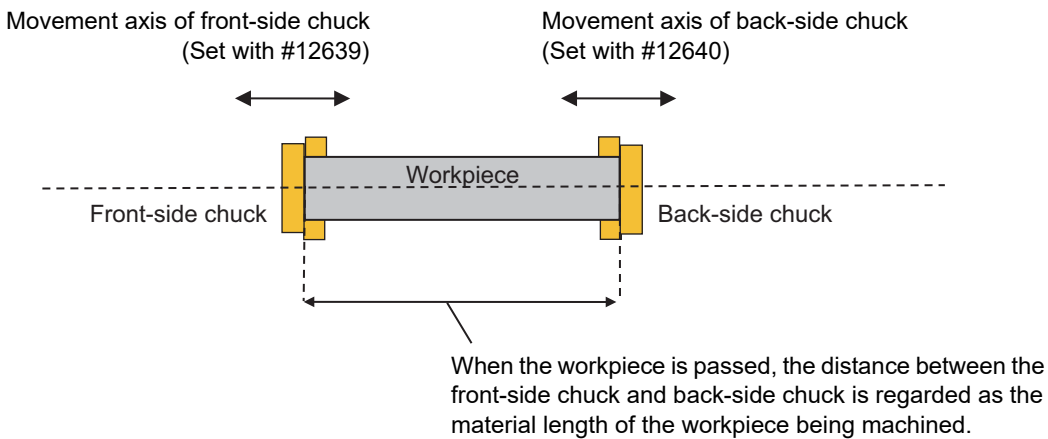 Movement axis of front-side chuck
(Set with #12639)
Movement axis of back-side chuck
(Set with #12640)
Workpiece
Front-side chuck
Back-side chuck
When the workpiece is passed, the distance between the
front-side chuck and back-side chuck is regarded as the
material length of the workpiece being machined.